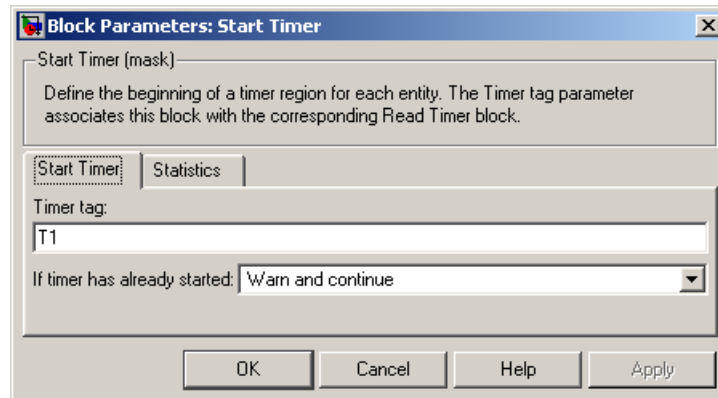 Block Parameters: Start Timer
Start Timer (mask)
Define the beginning of a timer region for each entity. The Timer tag parameter
associates this block with the corresponding Read Timer block.
Start Timer Statistics
Timer tag:
T1
If timer has already started: Warn and continue
OK Cancel Help Apply